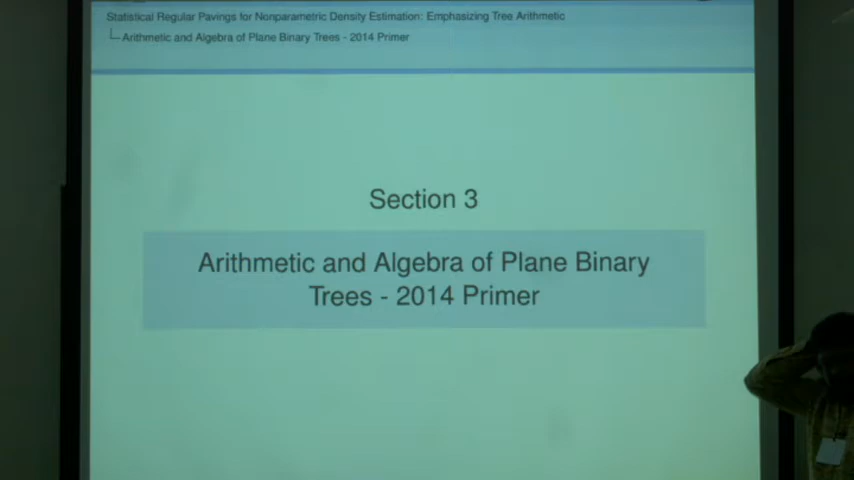 Statistical Regular Pavings for Nonparametric Density Estimation: Emphasizing Tree Arithmetic
Arithmetic and Algebra of Plane Binary Trees - 2014 Primer
Section 3
Arithmetic and Algebra of Plane Binary
Trees - 2014 Primer